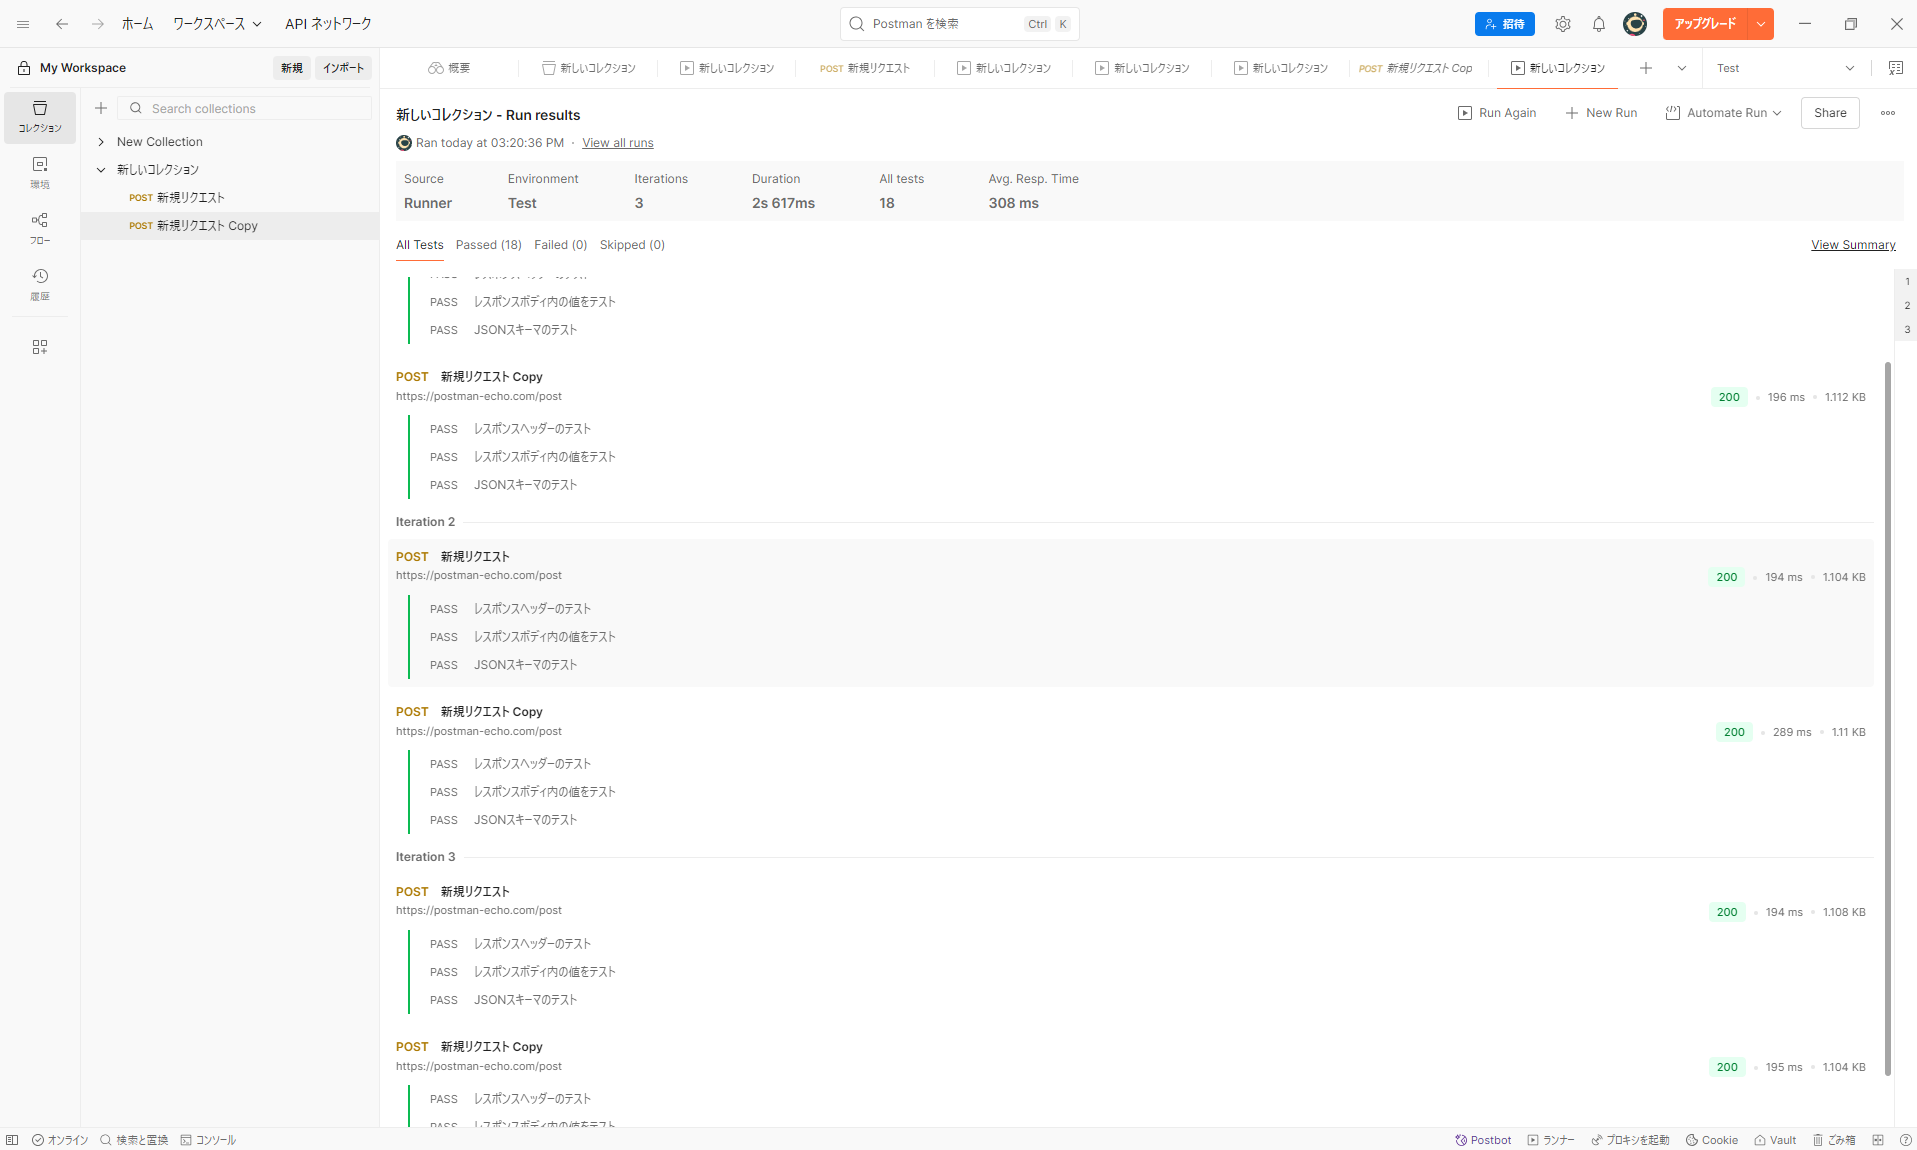 ホーム ワークスペース API ネットワーク Postman を検索 Ctrl K 招待 アップグレード
My Workspace 新規 インポート 概要 新しいコレクション 新しいコレクション POST 新規リクエスト 新しいコレクション 新しいコレクション 新しいコレクション POST 新規リクエスト Cop 新しいコレクション Test
コレクション
環境
フロー
履歴
Search collections
New Collection
新しいコレクション
POST 新規リクエスト
POST 新規リクエスト Copy
新しいコレクション - Run results Run Again New Run Automate Run Share
Ran today at 03:20:36 PM · View all runs
Source Environment Iterations Duration All tests Avg. Resp. Time
Runner Test 3 2s 617ms 18 308 ms
All Tests Passed (18) Failed (0) Skipped (0) View Summary
1
2
3
PASS レスポンスボディ内の値をテスト
PASS JSONスキーマのテスト
POST 新規リクエスト Copy
https://postman-echo.com/post 200 196 ms 1.112 KB
PASS レスポンスヘッダーのテスト
PASS レスポンスボディ内の値をテスト
PASS JSONスキーマのテスト
Iteration 2
POST 新規リクエスト
https://postman-echo.com/post 200 194 ms 1.104 KB
PASS レスポンスヘッダーのテスト
PASS レスポンスボディ内の値をテスト
PASS JSONスキーマのテスト
POST 新規リクエスト Copy
https://postman-echo.com/post 200 289 ms 1.11 KB
PASS レスポンスヘッダーのテスト
PASS レスポンスボディ内の値をテスト
PASS JSONスキーマのテスト
Iteration 3
POST 新規リクエスト
https://postman-echo.com/post 200 194 ms 1.108 KB
PASS レスポンスヘッダーのテスト
PASS レスポンスボディ内の値をテスト
PASS JSONスキーマのテスト
POST 新規リクエスト Copy
https://postman-echo.com/post 200 195 ms 1.104 KB
PASS レスポンスヘッダーのテスト
オンライン 検索と置換 コンソール Postbot ランナー プロキシを起動 Cookie Vault ごみ箱